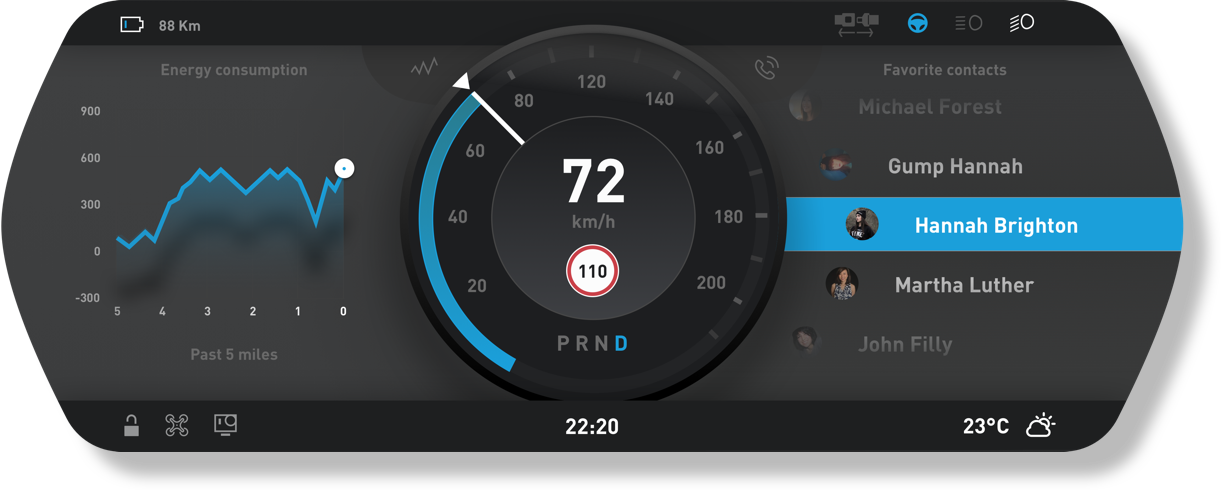 88 Km
Energy consumption
900
600
300
0
-300
5 4 3 2 1 0
Past 5 miles
20
40
60
80
120
140
160
180
200
72
km/h
110
P R N D
Favorite contacts
Michael Forest
Gump Hannah
Hannah Brighton
Martha Luther
John Filly
22:20
23°C